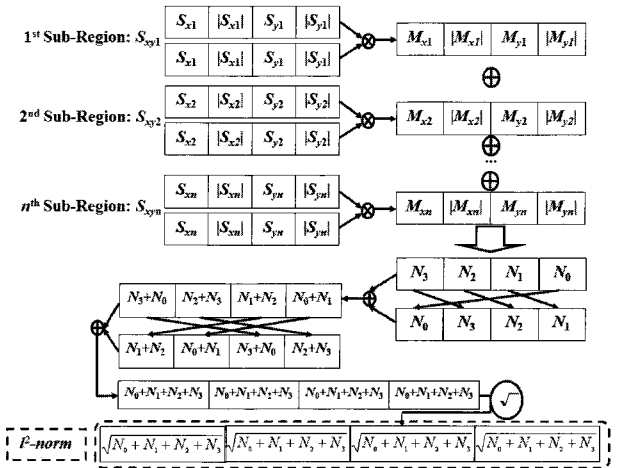 1st Sub-Region: Sxy1
Sx1 |Sx1| Sy1 |Sy1|
Sx1 |Sx1| Sy1 |Sy1|
⊗
Mx1 |Mx1| My1 |My1|
⊕
2nd Sub-Region: Sxy2
Sx2 |Sx2| Sy2 |Sy2|
Sx2 |Sx2| Sy2 |Sy2|
⊗
Mx2 |Mx2| My2 |My2|
⊕
...
⊕
nth Sub-Region: Sxyn
Sxn |Sxn| Syn |Syn|
Sxn |Sxn| Syn |Syn|
⊗
Mxn |Mxn| Myn |Myn|
N3 N2 N1 N0
N0 N3 N2 N1
⊕
N3+N0 N2+N3 N1+N2 N0+N1
N1+N2 N0+N1 N3+N0 N2+N3
⊕
N0+N1+N2+N3 N0+N1+N2+N3 N0+N1+N2+N3 N0+N1+N2+N3
√
l²-norm
√N0+N1+N2+N3 √N0+N1+N2+N3 √N0+N1+N2+N √N0+N1+N2+N